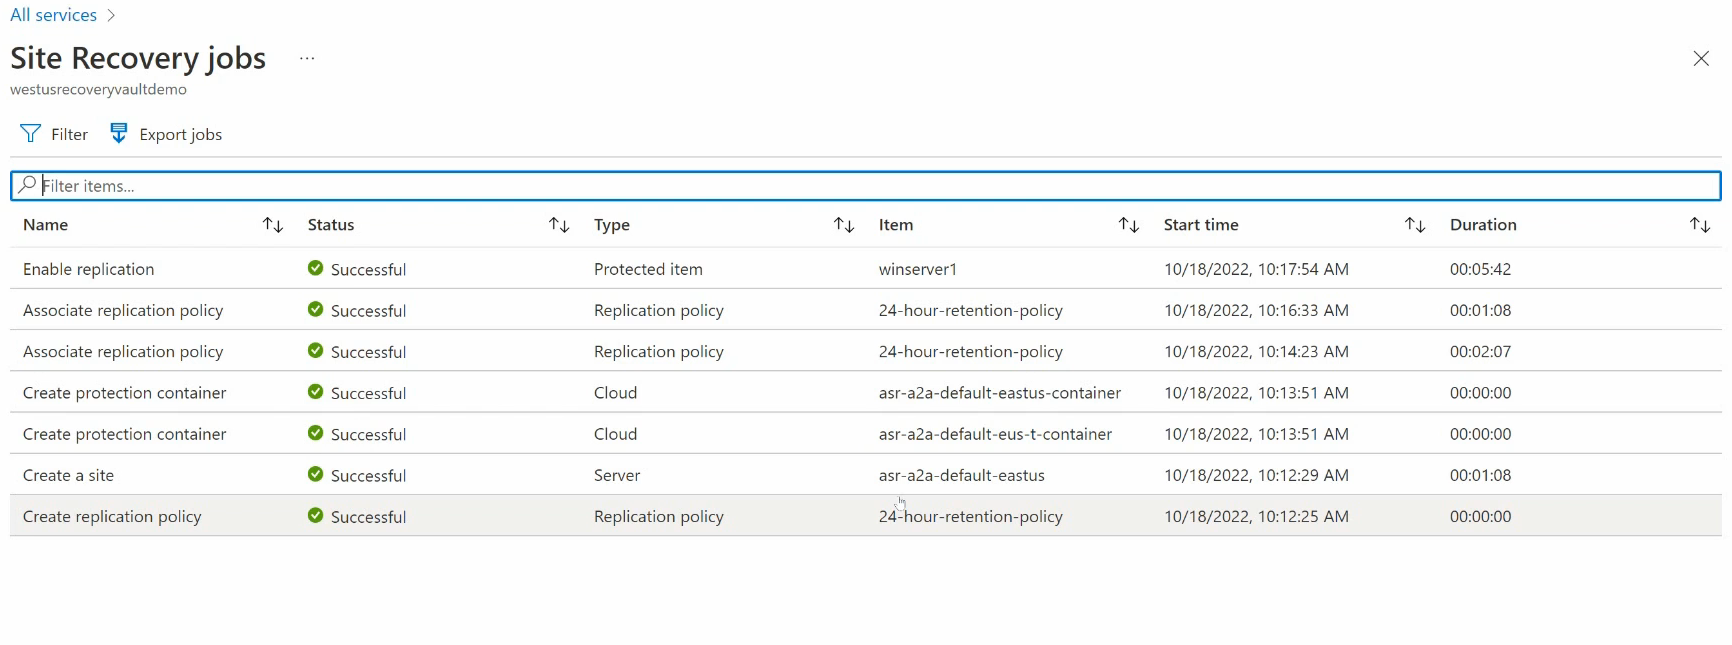 All services >
Site Recovery jobs ...
westusrecoveryvaultdemo
Filter Export jobs
Filter items...
Name Status Type Item Start time Duration
Enable replication Successful Protected item winserver1 10/18/2022, 10:17:54 AM 00:05:42
Associate replication policy Successful Replication policy 24-hour-retention-policy 10/18/2022, 10:16:33 AM 00:01:08
Associate replication policy Successful Replication policy 24-hour-retention-policy 10/18/2022, 10:14:23 AM 00:02:07
Create protection container Successful Cloud asr-a2a-default-eastus-container 10/18/2022, 10:13:51 AM 00:00:00
Create protection container Successful Cloud asr-a2a-default-eus-t-container 10/18/2022, 10:13:51 AM 00:00:00
Create a site Successful Server asr-a2a-default-eastus 10/18/2022, 10:12:29 AM 00:01:08
Create replication policy Successful Replication policy 24-hour-retention-policy 10/18/2022, 10:12:25 AM 00:00:00